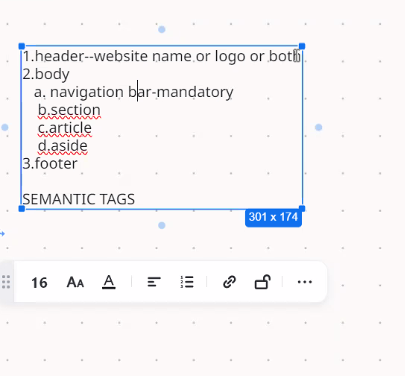 1.header--website name or logo or both
2.body
a. navigation bar-mandatory
b.section
c.article
d.aside
3.footer
SEMANTIC TAGS
301 x 174
16 AA A